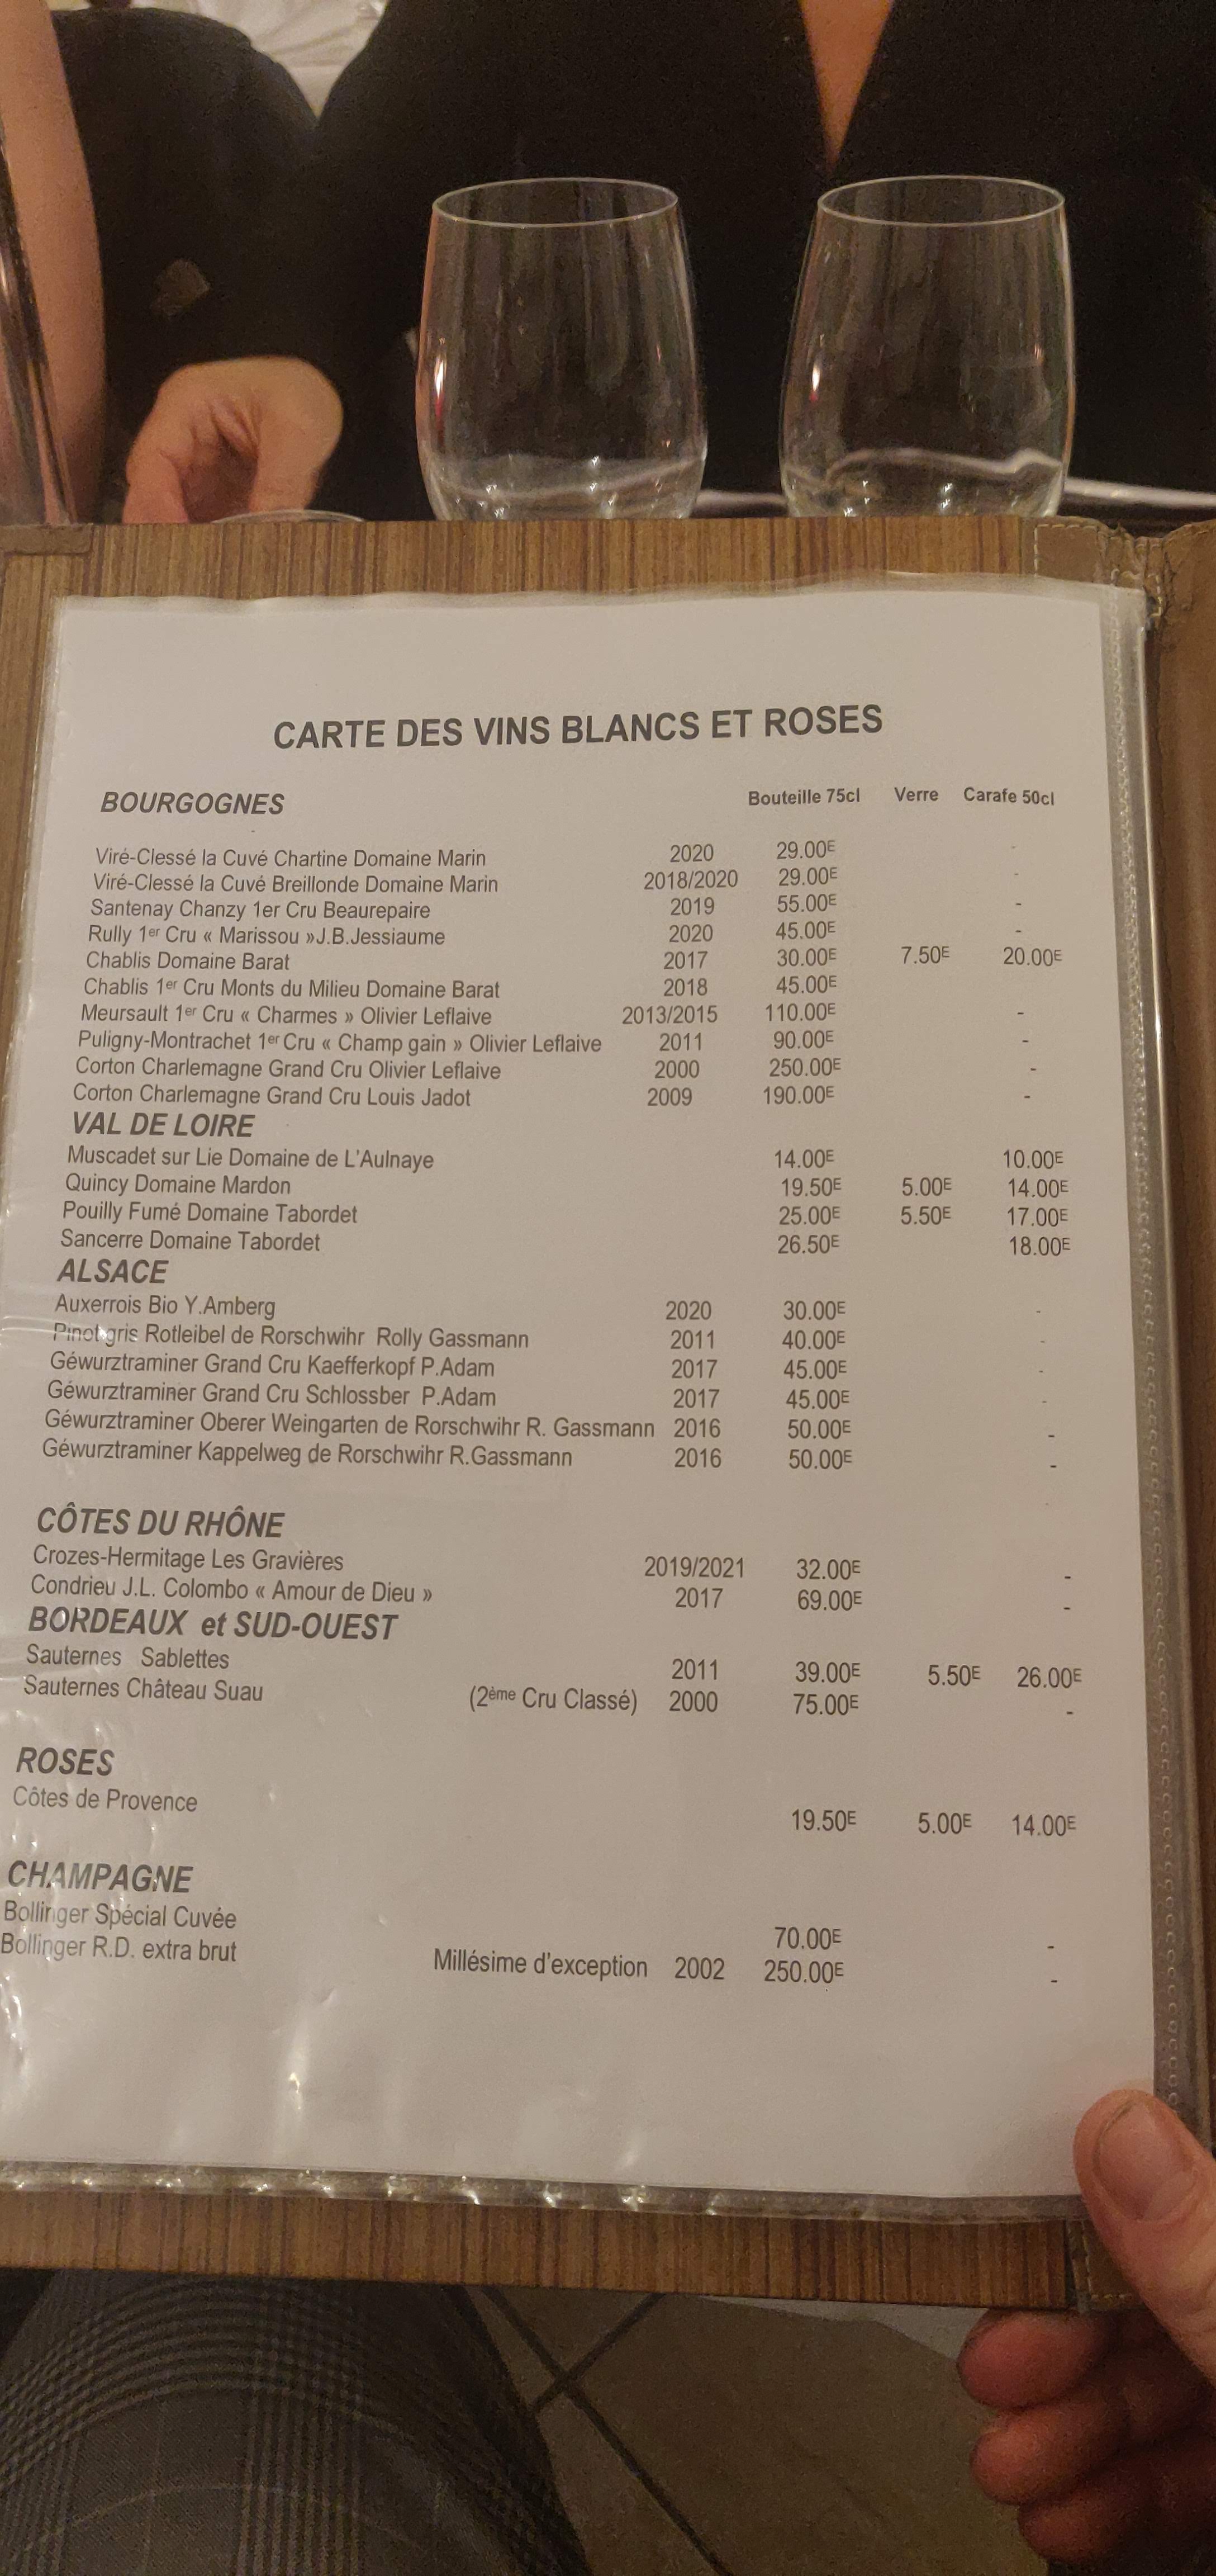 CARTE DES VINS BLANCS ET ROSES
BOURGOGNES Bouteille 75cl Verre Carafe 50cl
Viré-Clessé la Cuvé Chartine Domaine Marin 2020 29.00E -
Viré-Clessé la Cuvé Breillonde Domaine Marin 2018/2020 29.00E -
Santenay Chanzy 1er Cru Beaurepaire 2019 55.00E -
Rully 1er Cru « Marissou »J.B.Jessiaume 2020 45.00E -
Chablis Domaine Barat 2017 30.00E 7.50E 20.00E
Chablis 1er Cru Monts du Milieu Domaine Barat 2018 45.00E
Meursault 1er Cru « Charmes » Olivier Leflaive 2013/2015 110.00E -
Puligny-Montrachet 1er Cru « Champ gain » Olivier Leflaive 2011 90.00E -
Corton Charlemagne Grand Cru Olivier Leflaive 2000 250.00E -
Corton Charlemagne Grand Cru Louis Jadot 2009 190.00E -
VAL DE LOIRE
Muscadet sur Lie Domaine de L'Aulnaye 14.00E 10.00E
Quincy Domaine Mardon 19.50E 5.00E 14.00E
Pouilly Fumé Domaine Tabordet 25.00E 5.50E 17.00E
Sancerre Domaine Tabordet 26.50E 18.00E
ALSACE
Auxerrois Bio Y.Amberg 2020 30.00E -
Pinot gris Rotleibel de Rorschwihr Rolly Gassmann 2011 40.00E -
Géwurztraminer Grand Cru Kaefferkopf P.Adam 2017 45.00E -
Géwurztraminer Grand Cru Schlossber P.Adam 2017 45.00E -
Géwurztraminer Oberer Weingarten de Rorschwihr R. Gassmann 2016 50.00E -
Géwurztraminer Kappelweg de Rorschwihr R.Gassmann 2016 50.00E -
CÔTES DU RHÔNE
Crozes-Hermitage Les Gravières 2019/2021 32.00E -
Condrieu J.L. Colombo « Amour de Dieu » 2017 69.00E -
BORDEAUX et SUD-OUEST
Sauternes Sablettes 2011 39.00E 5.50E 26.00E
Sauternes Château Suau (2ème Cru Classé) 2000 75.00E -
ROSES
Côtes de Provence 19.50E 5.00E 14.00E
CHAMPAGNE
Bollinger Spécial Cuvée 70.00E -
Bollinger R.D. extra brut Millésime d'exception 2002 250.00E -